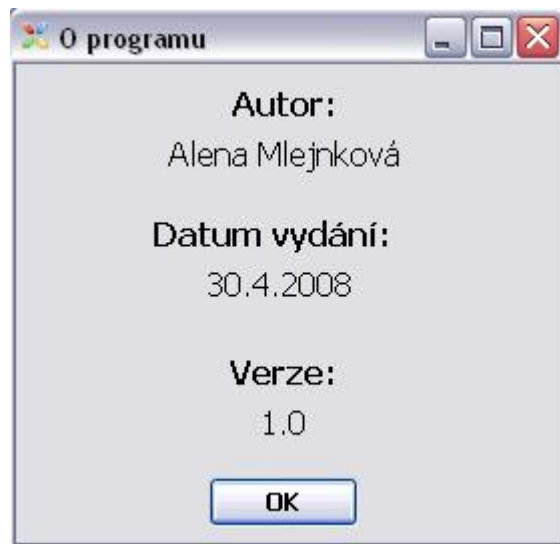 O programu
Autor:
Alena Mlejnková
Datum vydání:
30.4.2008
Verze:
1.0
OK